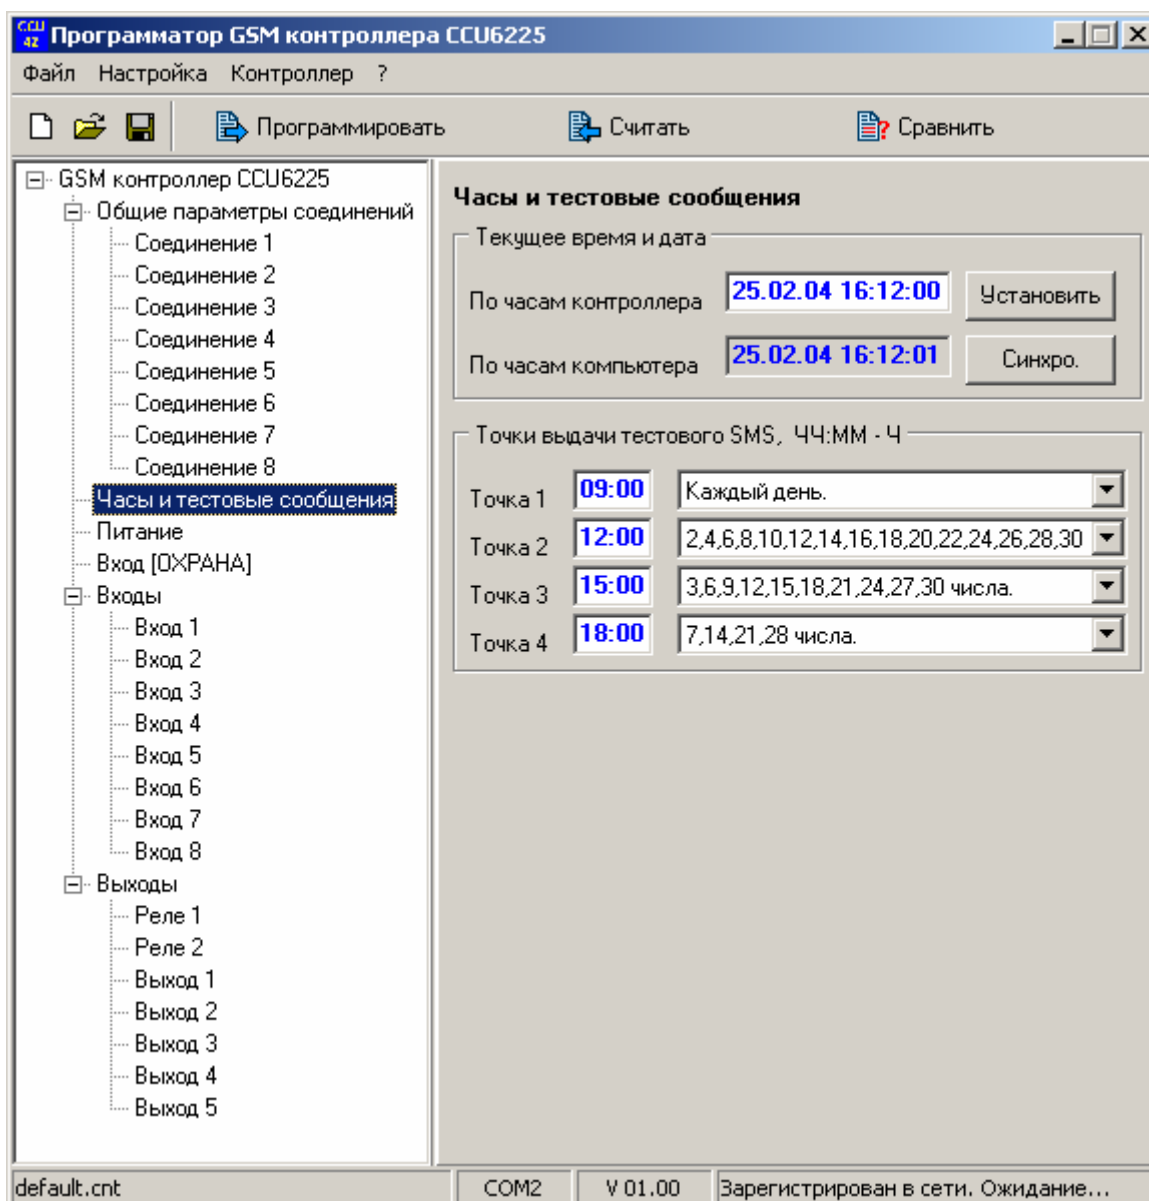 CCU
4Z
Программатор GSM контроллера CCU6225
Файл Настройка Контроллер ?
Программировать Считать Сравнить
GSM контроллер CCU6225
Общие параметры соединений
Соединение 1
Соединение 2
Соединение 3
Соединение 4
Соединение 5
Соединение 6
Соединение 7
Соединение 8
Часы и тестовые сообщения
Питание
Вход [ОХРАНА]
Входы
Вход 1
Вход 2
Вход 3
Вход 4
Вход 5
Вход 6
Вход 7
Вход 8
Выходы
Реле 1
Реле 2
Выход 1
Выход 2
Выход 3
Выход 4
Выход 5
Часы и тестовые сообщения
Текущее время и дата
По часам контроллера 25.02.04 16:12:00 Установить
По часам компьютера 25.02.04 16:12:01 Синхро.
Точки выдачи тестового SMS, ЧЧ:ММ - Ч
Точка 1 09:00 Каждый день.
Точка 2 12:00 2,4,6,8,10,12,14,16,18,20,22,24,26,28,30
Точка 3 15:00 3,6,9,12,15,18,21,24,27,30 числа.
Точка 4 18:00 7,14,21,28 числа.
default.cnt COM2 V 01.00 Зарегистрирован в сети. Ожидание...